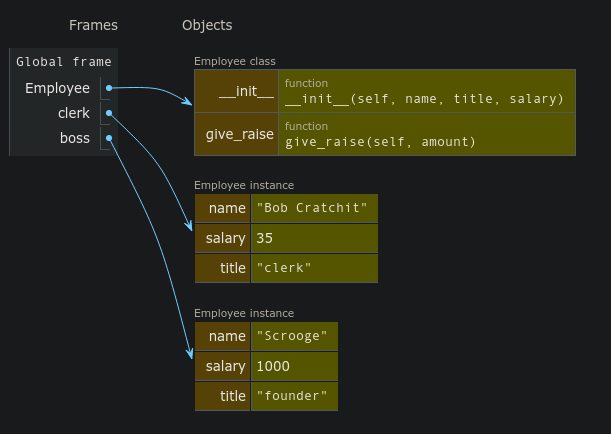 Frames Objects
Global frame
Employee
clerk
boss
Employee class
__init__ function
__init__(self, name, title, salary)
give_raise function
give_raise(self, amount)
Employee instance
name "Bob Cratchit"
salary 35
title "clerk"
Employee instance
name "Scrooge"
salary 1000
title "founder"